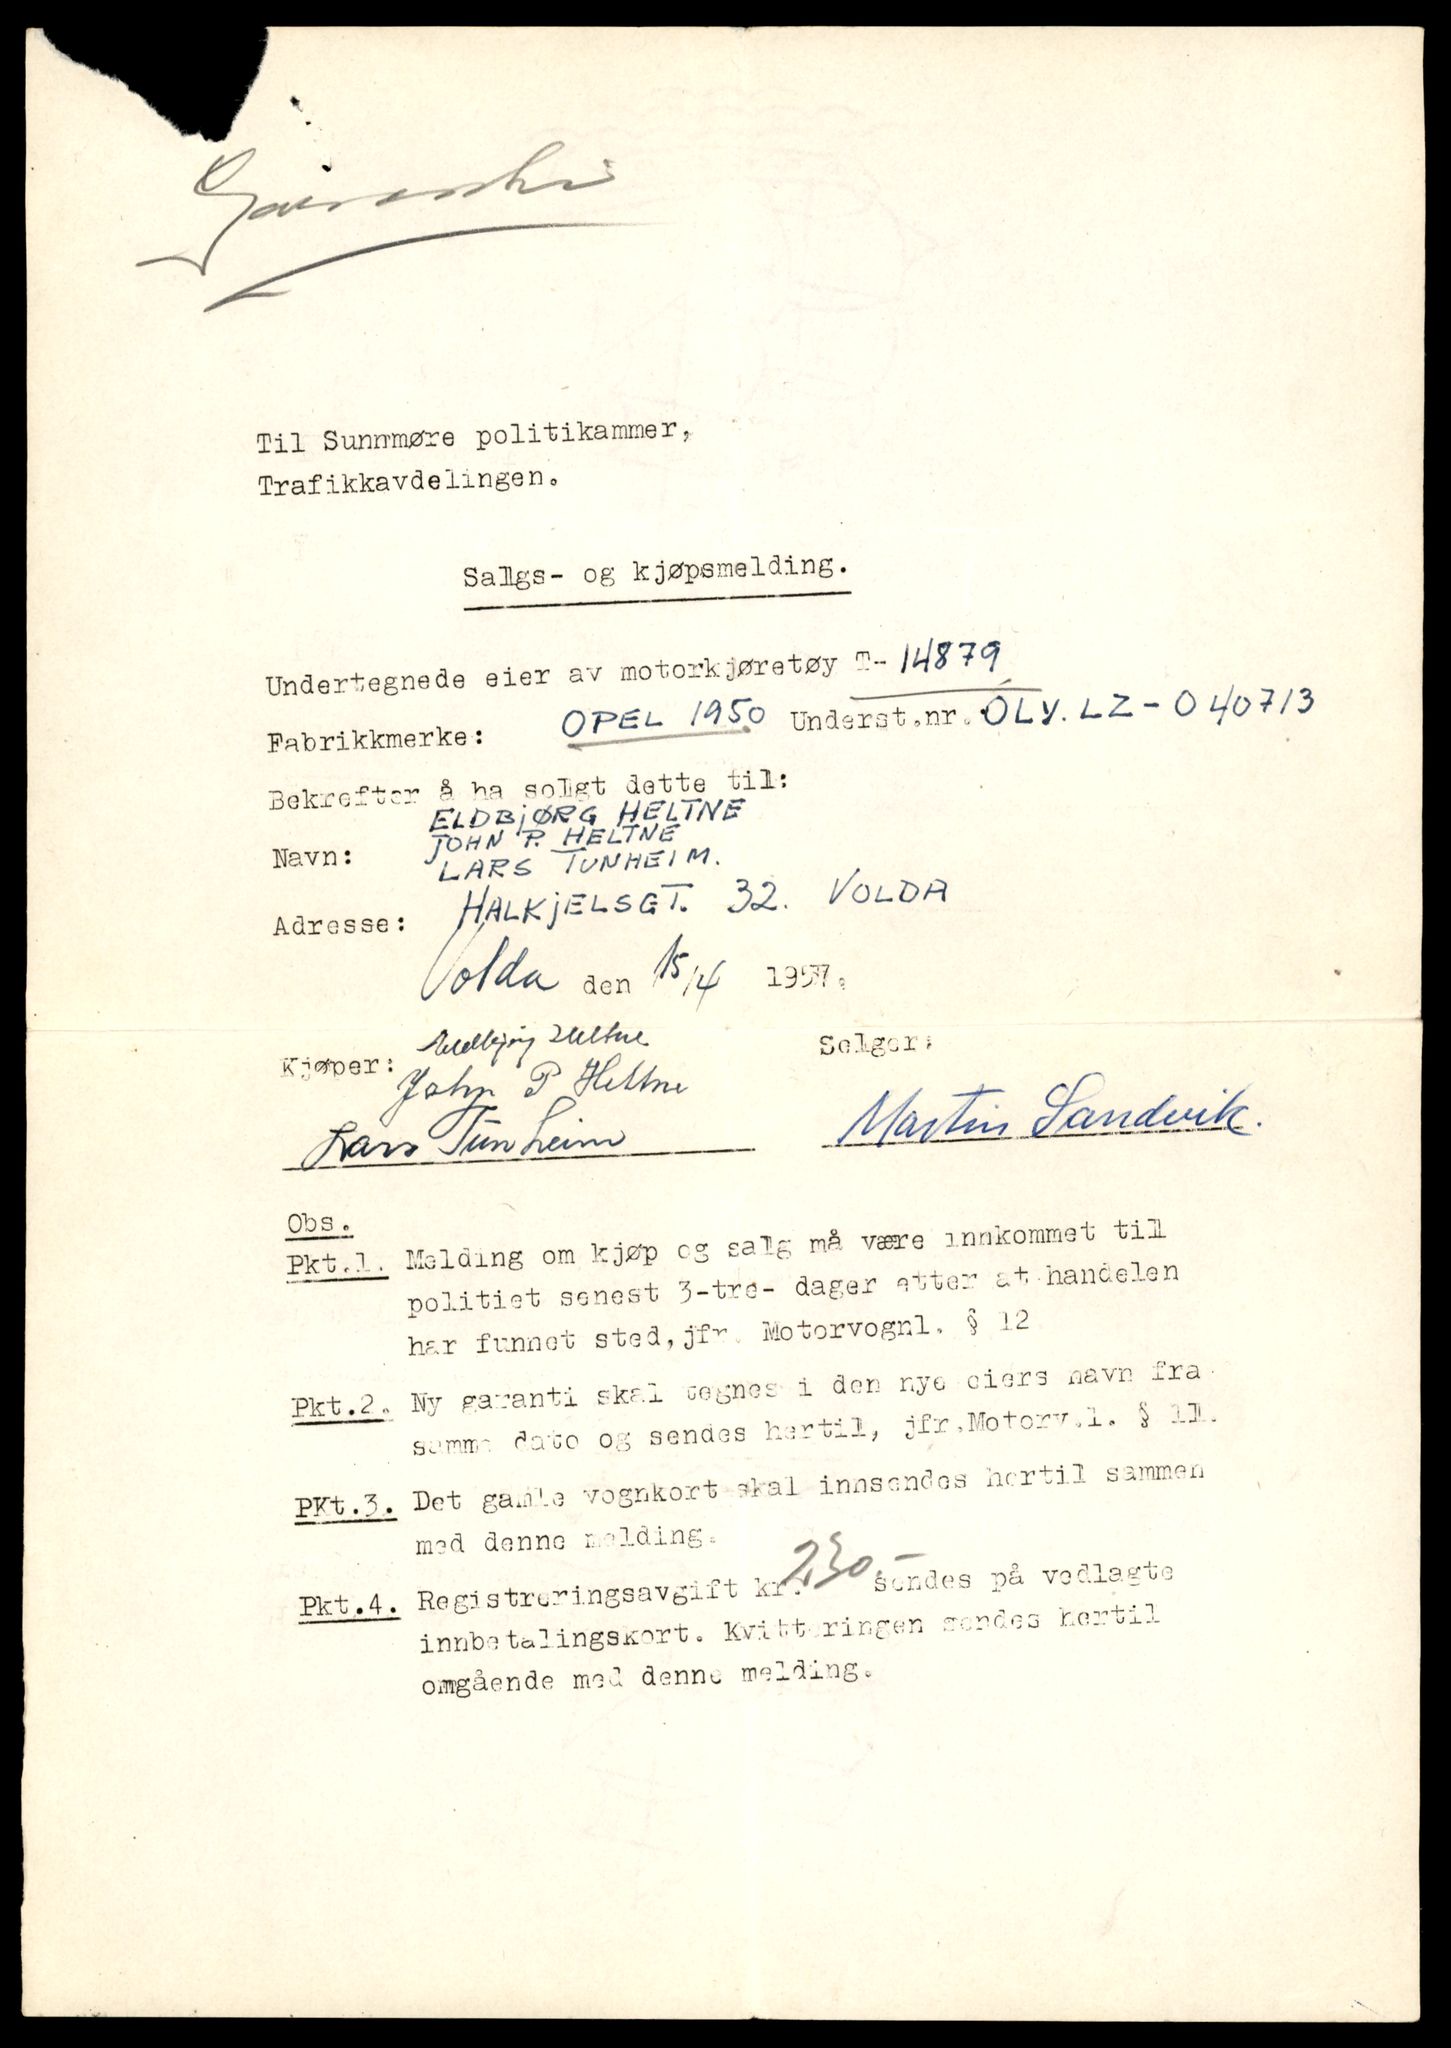 Til Sunnmøre politikammer,
Trafikkavdelingen.
Salgs- og kjøpsmelding.
Undertegnede eier av motorkjøretøy T- 14879
Fabrikkmerke: OPEL 1950 Underst.nr. OLY. LZ - 040713
Bekrefter å ha solgt dette til:
ELDBJØRG HELTNE
JOHN P. HELTNE
Navn: LARS TUNHEIM.
Adresse: HALKJELSGT. 32. VOLDA
Volda den 15/4 1957.
Eldbjørg Heltne
Kjøper: Selger:
John P Heltne
Lars Tunheim Martin Sandvik.
Obs.
Pkt.1. Melding om kjøp og salg må være innkommet til
politiet senest 3-tre- dager etter at handelen
har funnet sted, jfr. Motorvognl. § 12
Pkt.2. Ny garanti skal tegnes i den nye eiers navn fra
samme dato og sendes hertil, jfr.Motorv.l. § 11.
PKt.3. Det gamle vognkort skal innsendes hertil sammen
med denne melding.
Pkt.4. Registreringsavgift kr. 230.- sendes på vedlagte
innbetalingskort. Kvitteringen sendes hertil
omgående med denne melding.